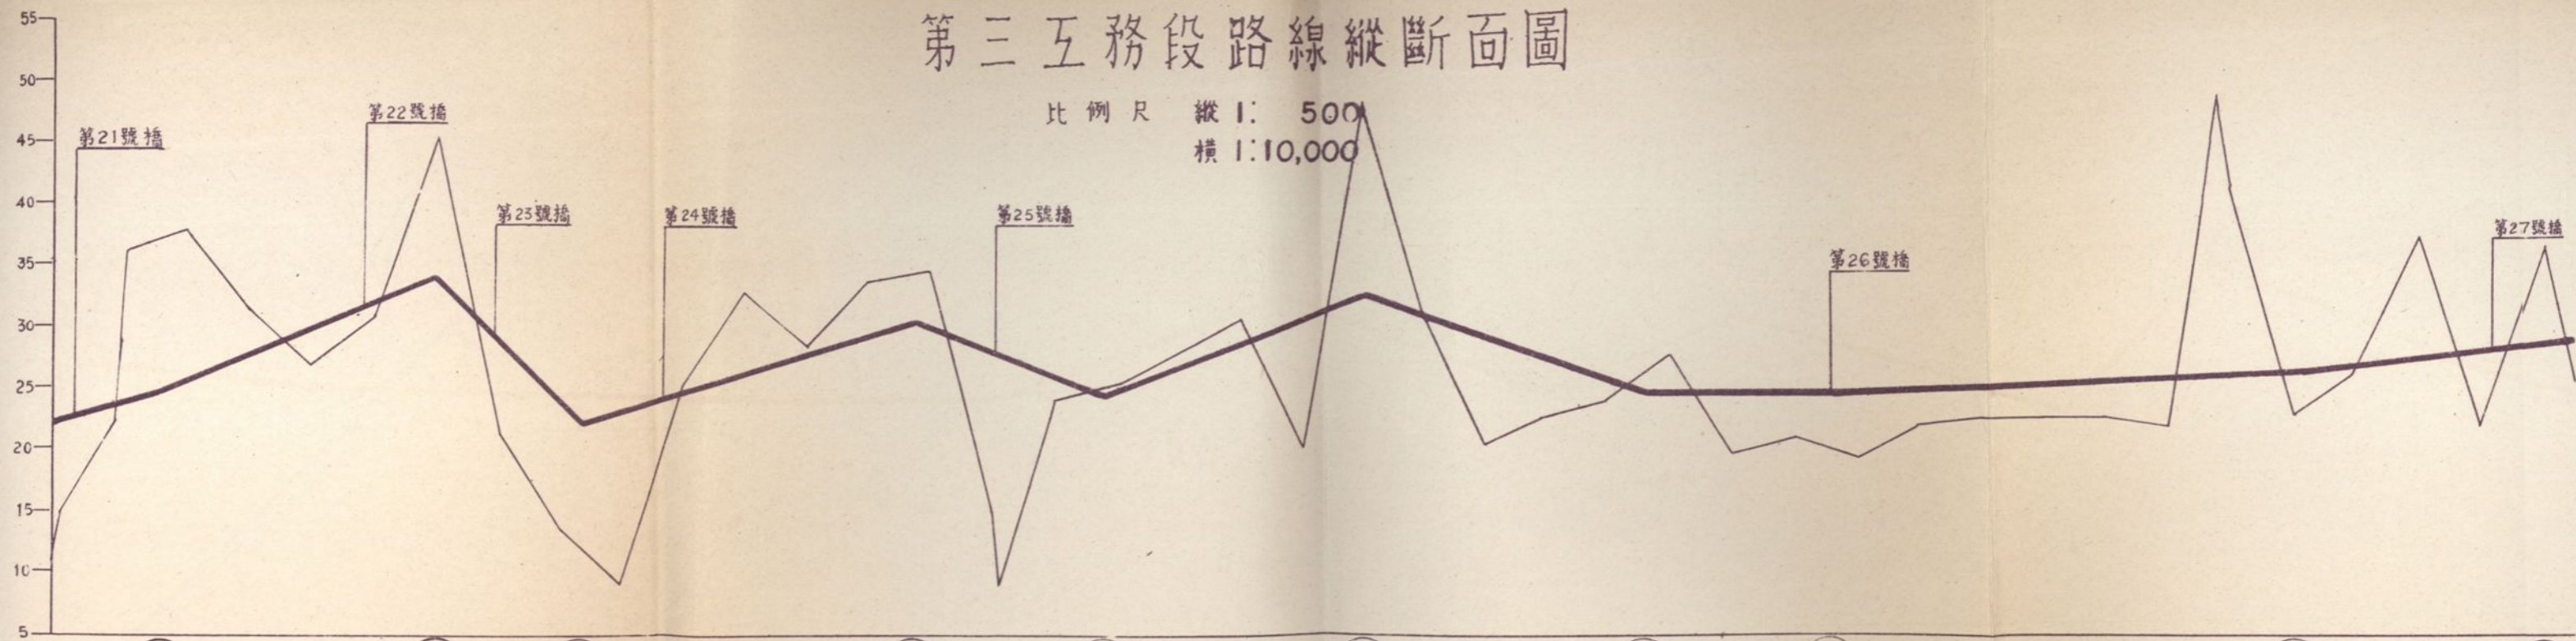 第三工務段路線縱斷面圖
比例尺 縱 1: 500
橫 1:10,000
55
50
45
40
35
30
25
20
15
10
5
第21號橋
第22號橋
第23號橋
第24號橋
第25號橋
第26號橋
第27號橋